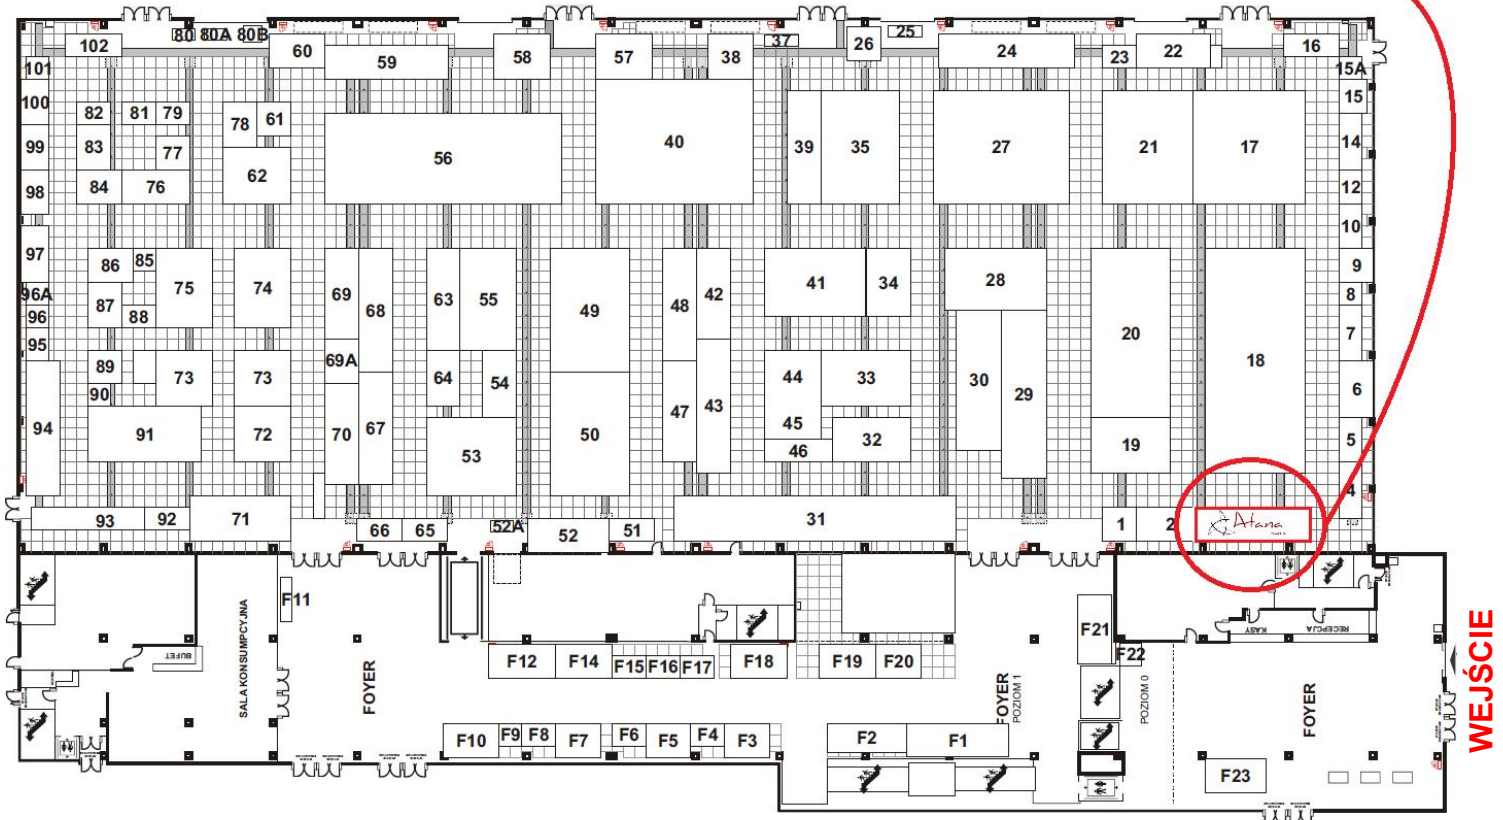 102 80 80A 80B 60 59 58 57 38 37 26 25 24 23 22 16
101 15A
100 82 81 79 78 61 56 40 39 35 27 21 17 15
99 83 77 62 14
98 84 76 12
10
97 86 85 75 74 69 68 63 55 49 48 42 41 34 28 20 18 9
96A 87 88 8
96
95 7
89 73 73 69A 64 54 44 33 30 29 6
90
94 91 72 70 67 53 50 47 43 45 46 32 19 5
4
93 92 71 66 65 52A 52 51 31 1 2 Atana
F11 F21
KASY RECEPCJA
BUFET
F12 F14 F15 F16 F17 F18 F19 F20 F22
SALA KONSUMPCYJNA
FOYER
FOYER
POZIOM 1
POZIOM 0
FOYER
WEJŚCIE
F10 F9 F8 F7 F6 F5 F4 F3 F2 F1
F23